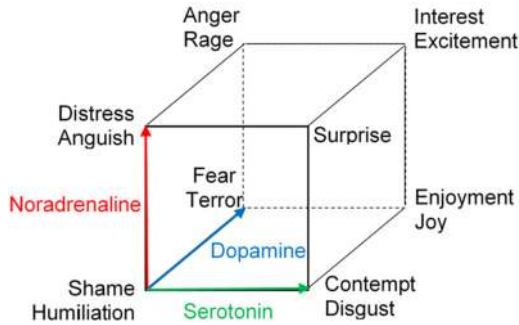 Anger
Rage
Interest
Excitement
Distress
Anguish
Surprise
Fear
Terror
Noradrenaline
Enjoyment
Joy
Dopamine
Shame
Humiliation
Contempt
Disgust
Serotonin